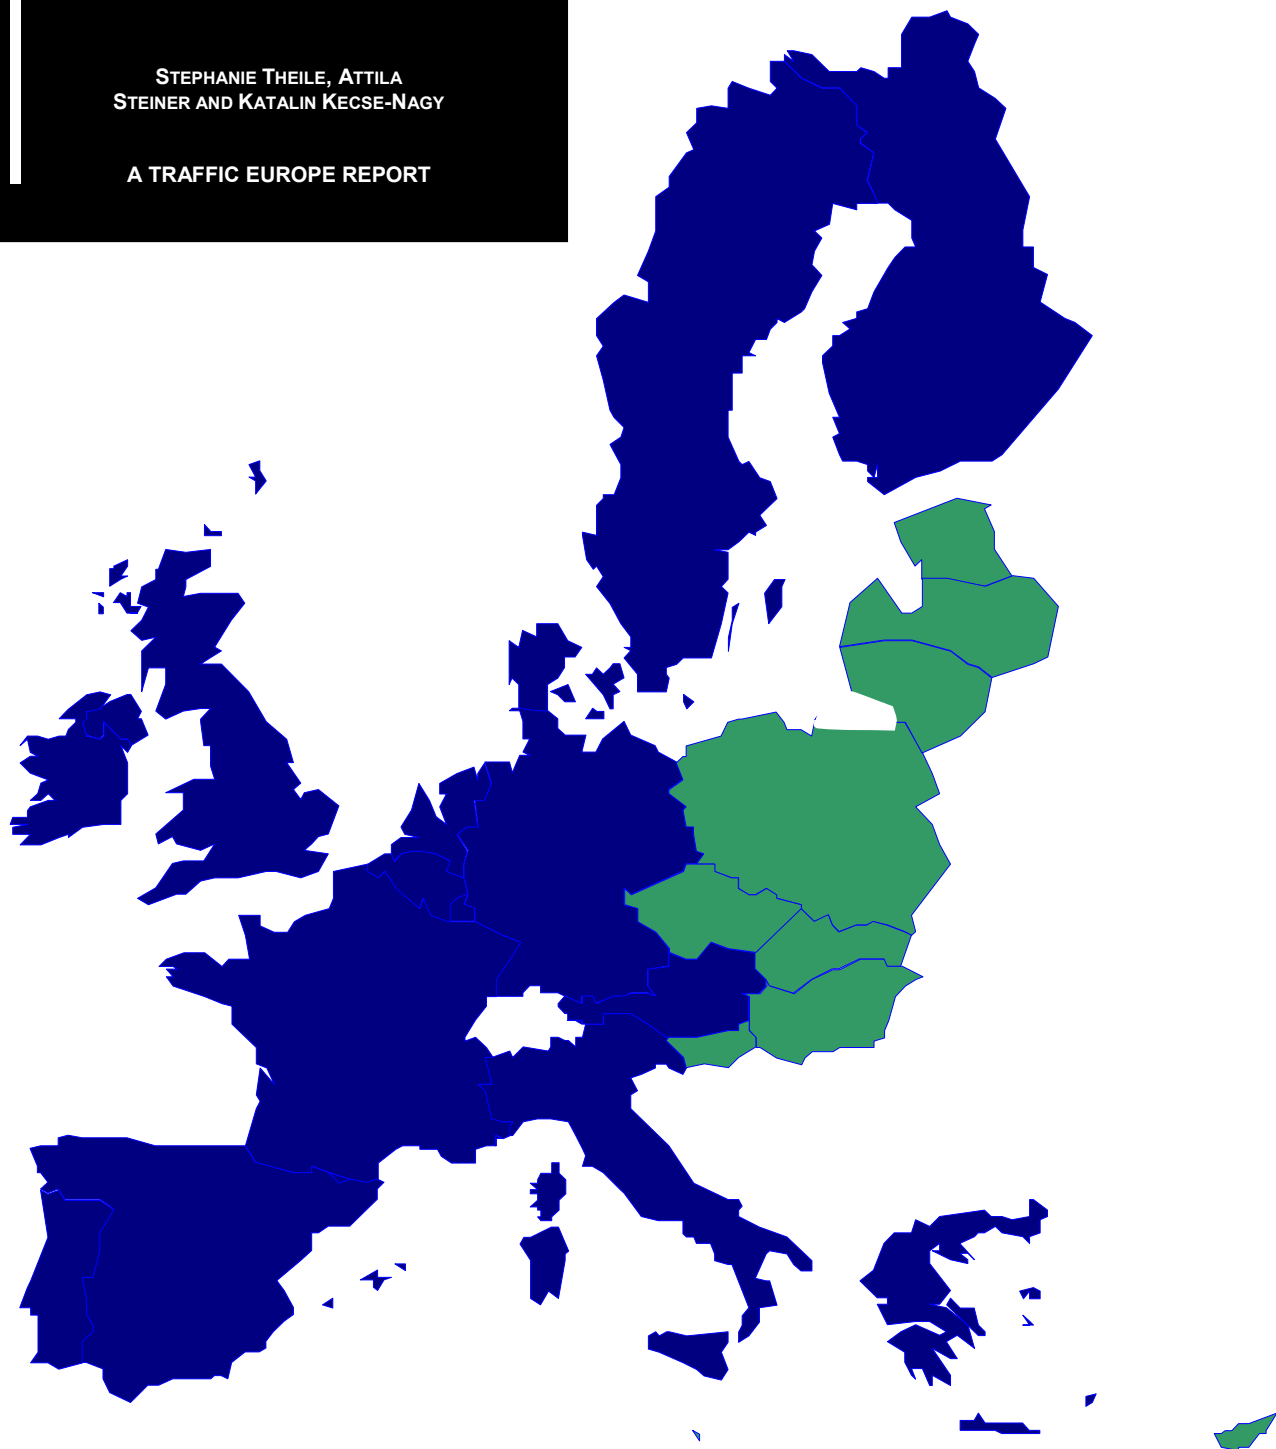 STEPHANIE THEILE, ATTILA
STEINER AND KATALIN KECSE-NAGY
A TRAFFIC EUROPE REPORT